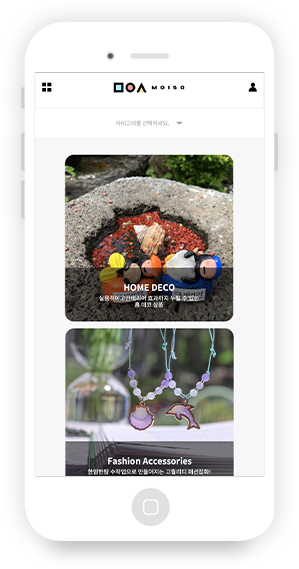 MOISO
카테고리를 선택하세요.
HOME DECO
실용적이고 인테리어 효과까지 누릴 수 있는
홈 데코 상품
Fashion Accessories
한땀한땀 수작업으로 만들어지는 고퀄리티 패션잡화!